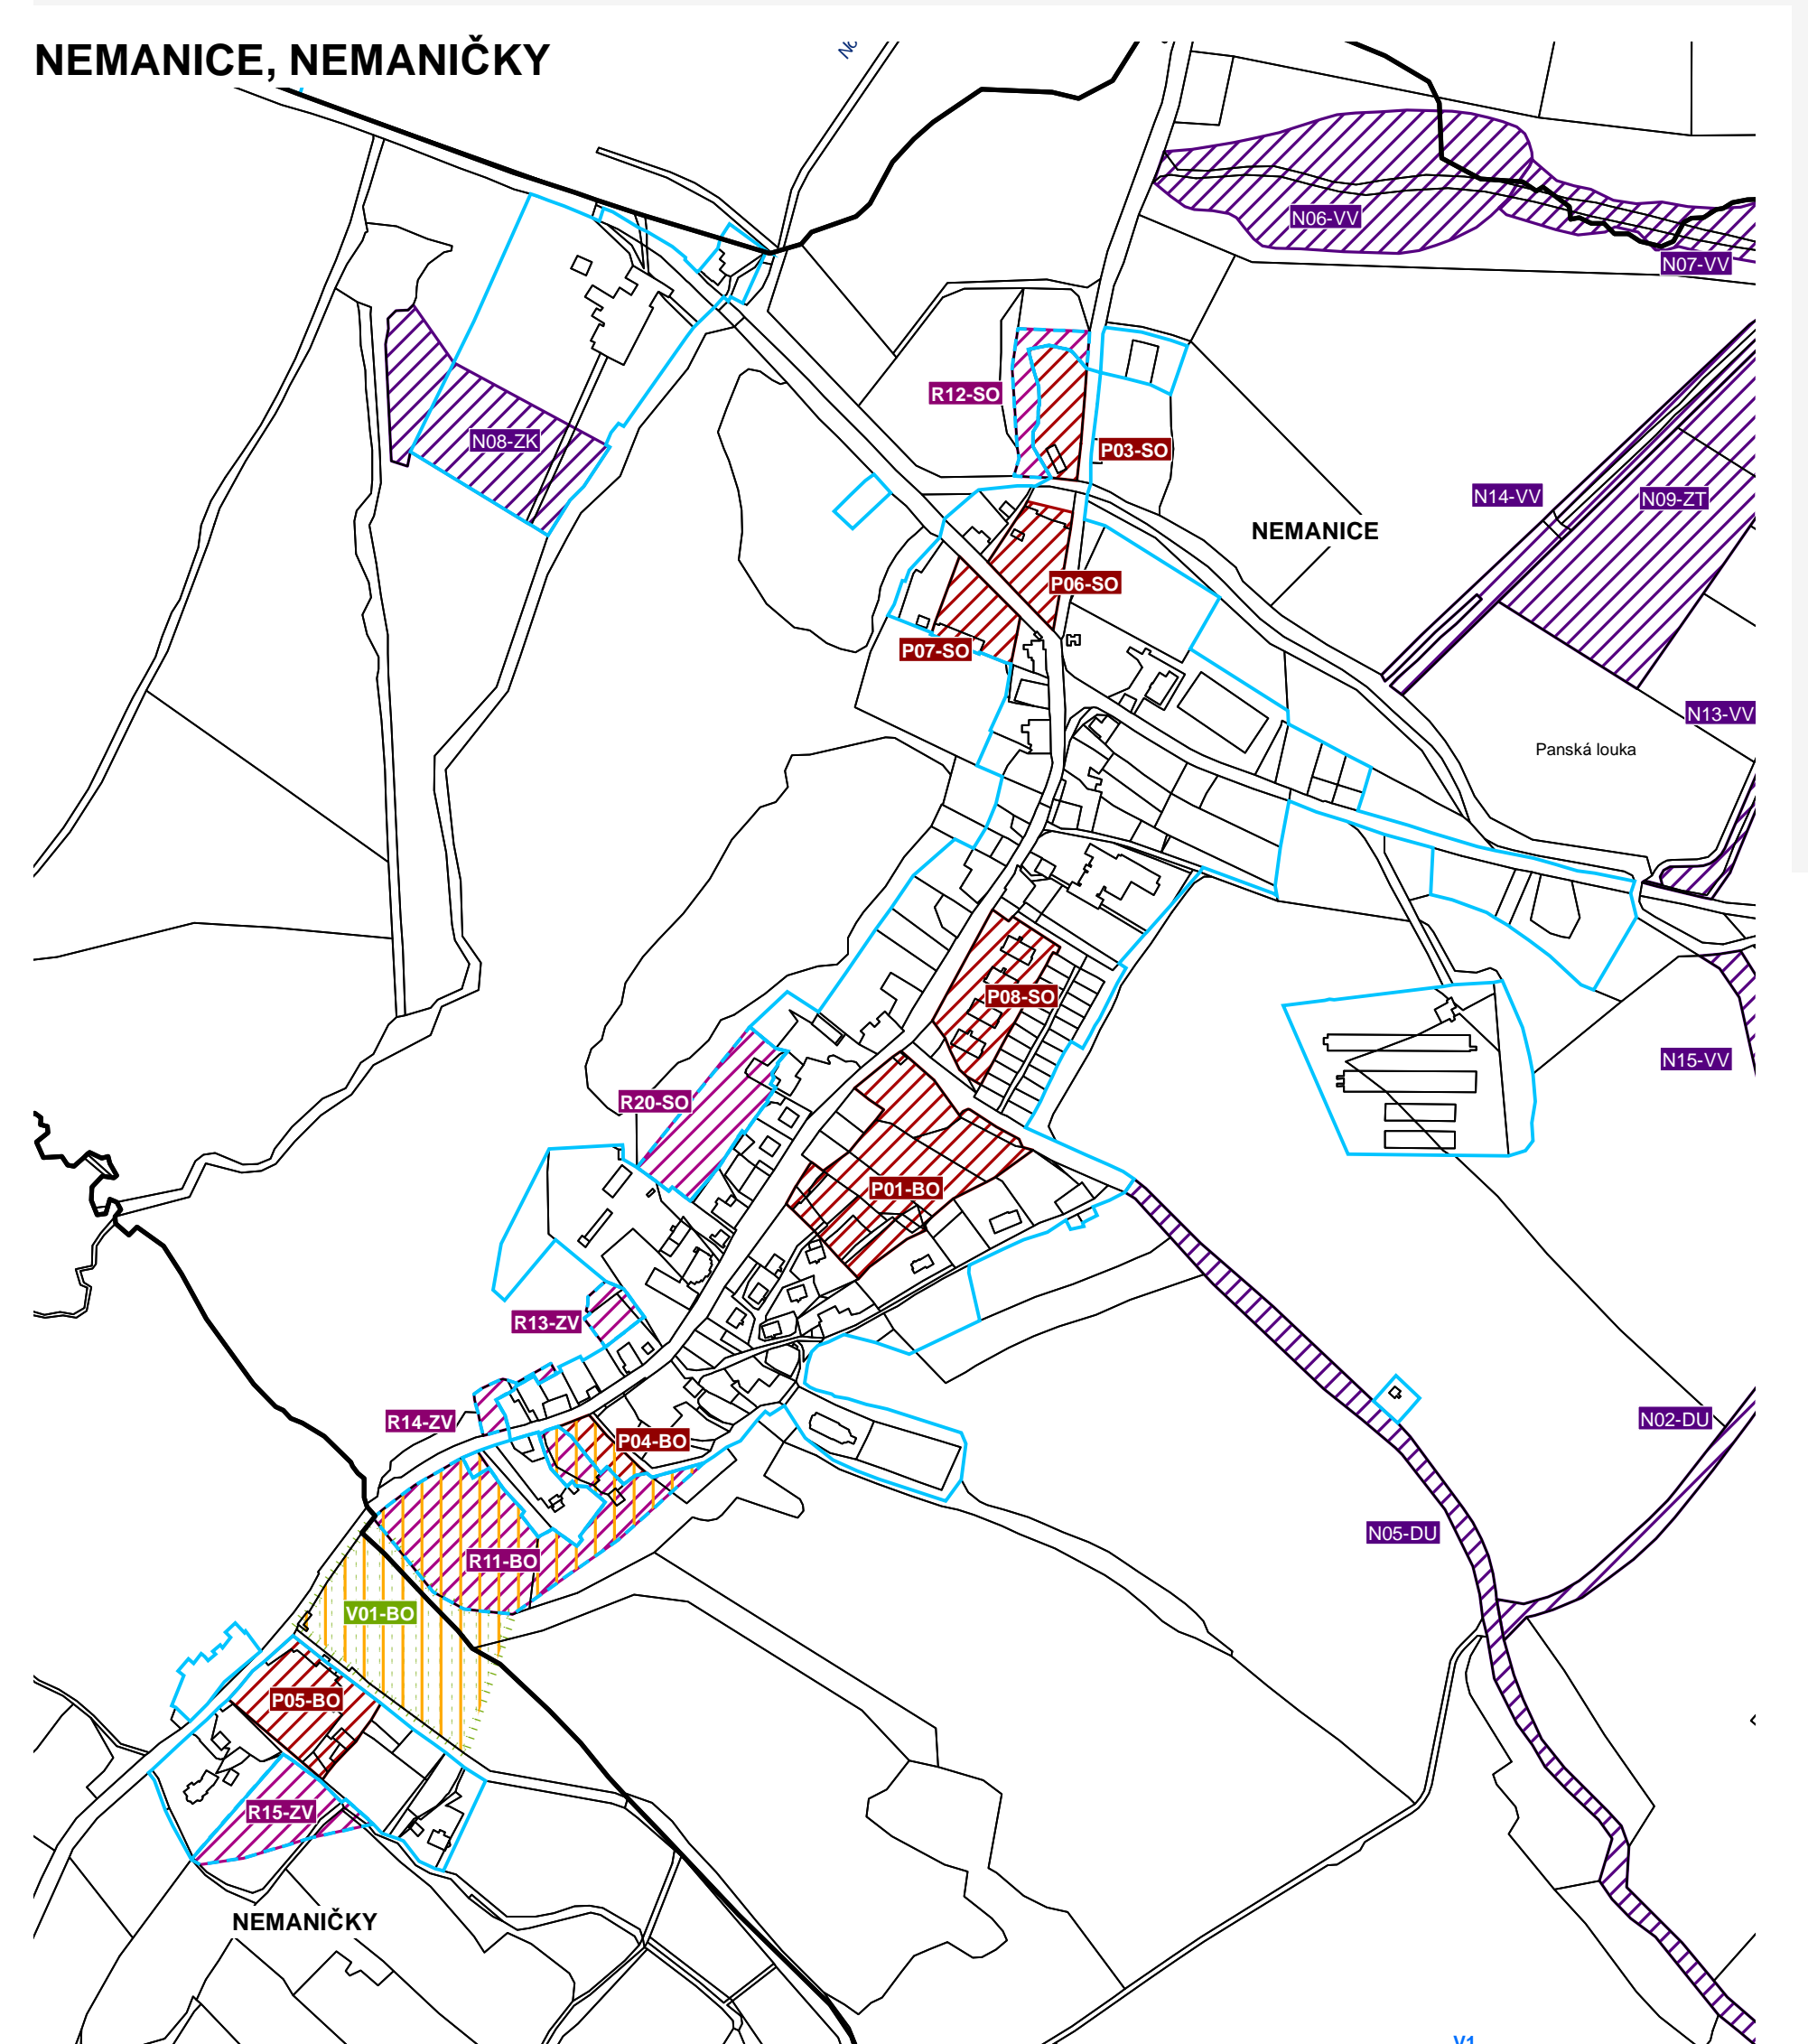 NEMANICE, NEMANIČKY
N06-VV
N07-VV
R12-SO
N08-ZK
P03-SO
N14-VV
N09-ZT
NEMANICE
P06-SO
P07-SO
N13-VV
Panská louka
P08-SO
N15-VV
R20-SO
P01-BO
R13-ZV
R14-ZV
N02-DU
P04-BO
N05-DU
R11-BO
V01-BO
P05-BO
R15-ZV
NEMANIČKY
V1